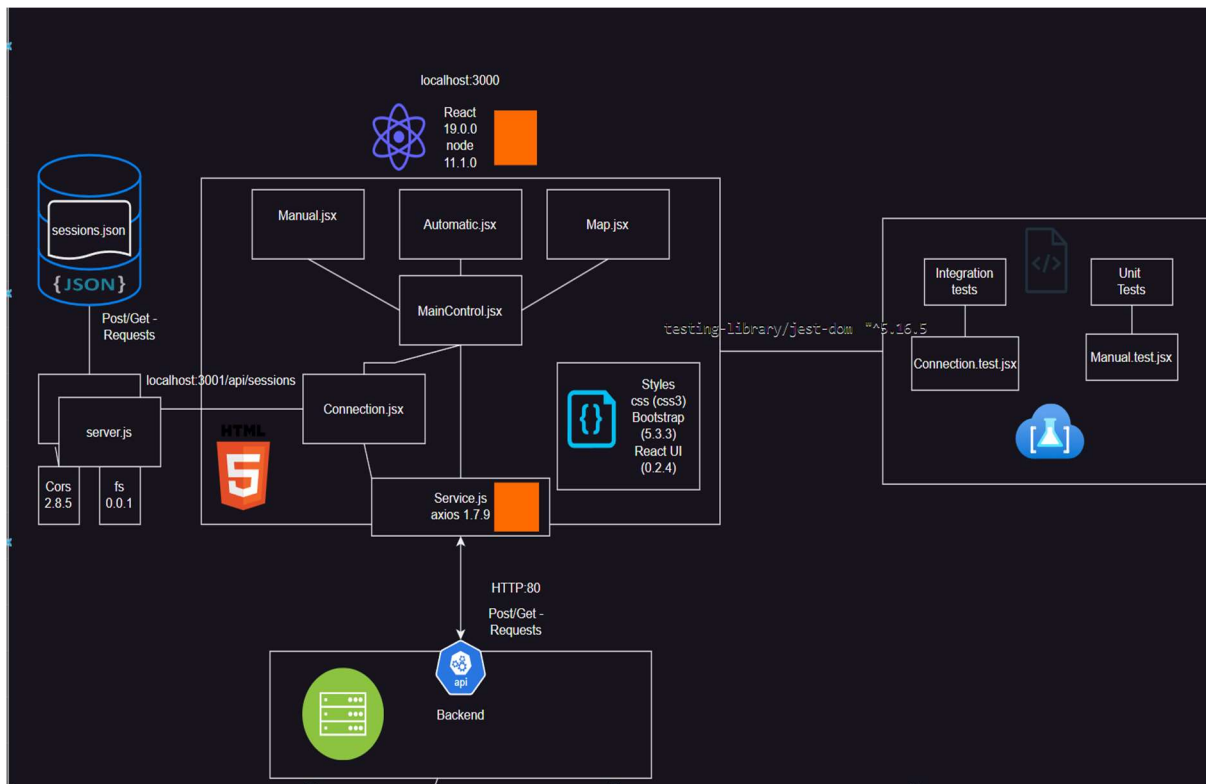 localhost:3000
React
19.0.0
node
11.1.0
Manual.jsx
Automatic.jsx
Map.jsx
sessions.json
{JSON}
Post/Get -
Requests
MainControl.jsx
localhost:3001/api/sessions
Connection.jsx
server.js
Cors
2.8.5
fs
0.0.1
HTML
5
Styles
css (css3)
Bootstrap
(5.3.3)
React UI
(0.2.4)
Service.js
axios 1.7.9
testing-library/jest-dom "^5.16.5
Integration
tests
Unit
Tests
Connection.test.jsx
Manual.test.jsx
HTTP:80
Post/Get -
Requests
api
Backend